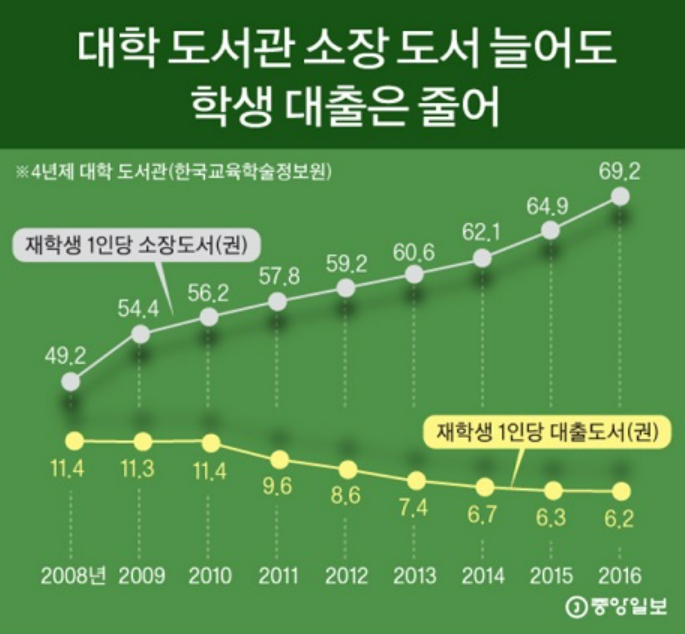 대학 도서관 소장 도서 늘어도
학생 대출은 줄어
※4년제 대학 도서관(한국교육학술정보원)
재학생 1인당 소장도서(권)
49.2
54.4
56.2
57.8
59.2
60.6
62.1
64.9
69.2
재학생 1인당 대출도서(권)
11.4
11.3
11.4
9.6
8.6
7.4
6.7
6.3
6.2
2008년 2009 2010 2011 2012 2013 2014 2015 2016
중앙일보